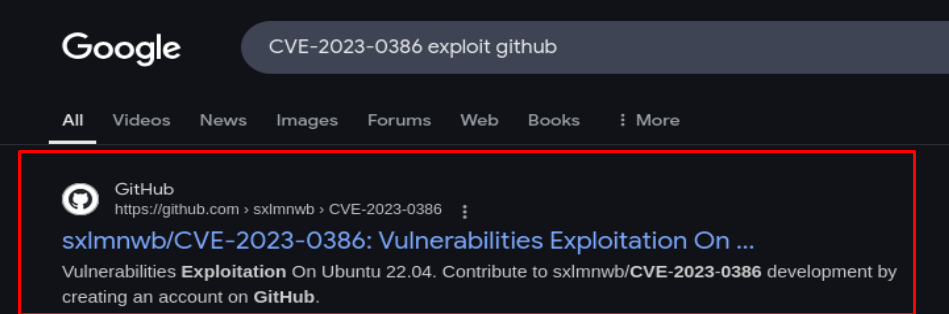 Google
CVE-2023-0386 exploit github
All Videos News Images Forums Web Books More
GitHub
https://github.com › sxlmnwb › CVE-2023-0386
sxlmnwb/CVE-2023-0386: Vulnerabilities Exploitation On ...
Vulnerabilities Exploitation On Ubuntu 22.04. Contribute to sxlmnwb/CVE-2023-0386 development by
creating an account on GitHub.